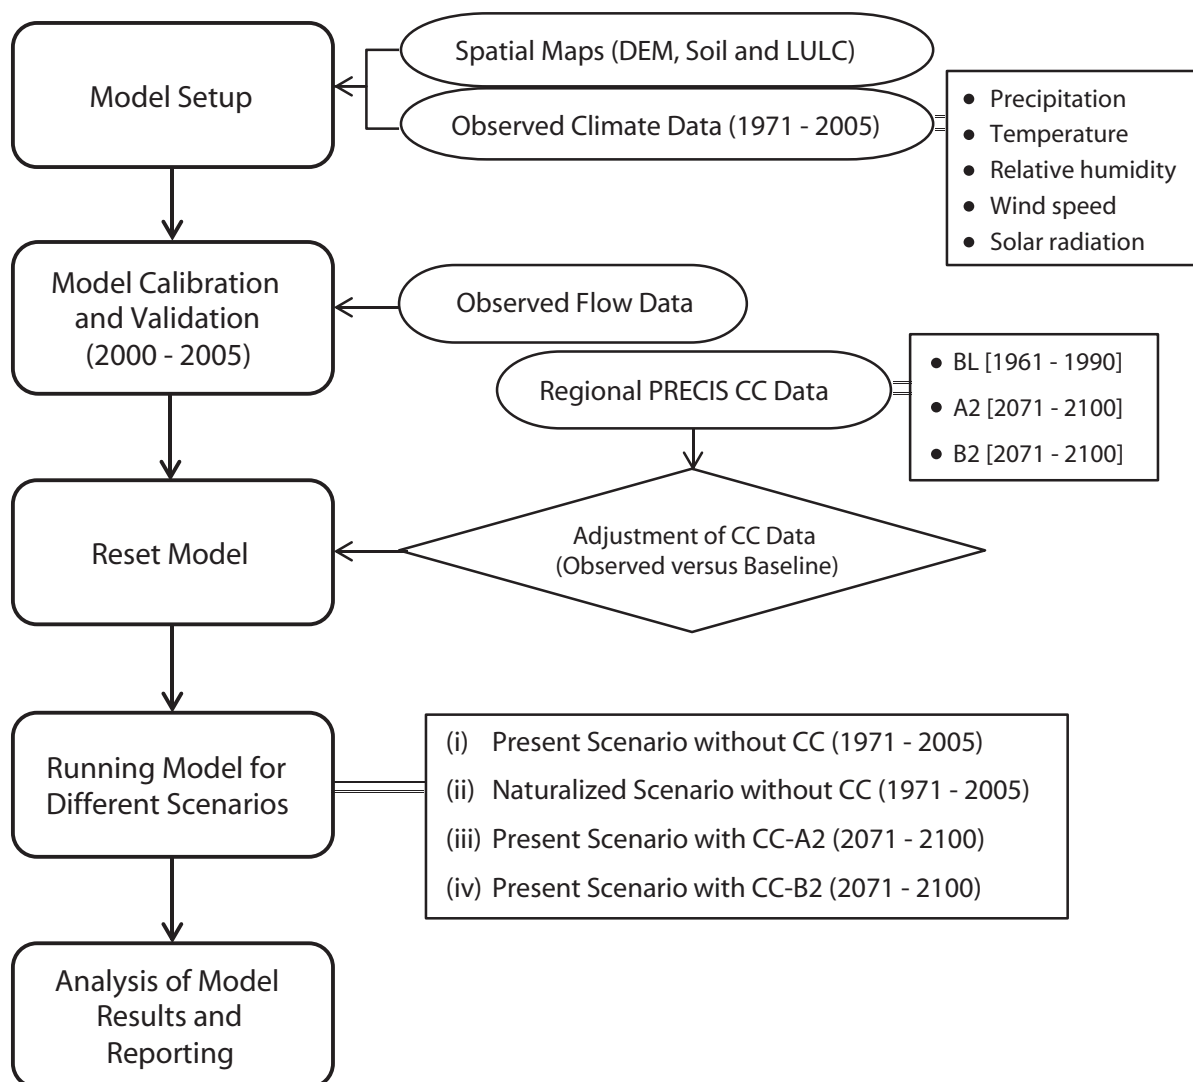 Spatial Maps (DEM, Soil and LULC)
Model Setup
Observed Climate Data (1971 - 2005)
● Precipitation
● Temperature
● Relative humidity
● Wind speed
● Solar radiation
Model Calibration
and Validation
(2000 - 2005)
Observed Flow Data
Regional PRECIS CC Data
● BL [1961 - 1990]
● A2 [2071 - 2100]
● B2 [2071 - 2100]
Reset Model
Adjustment of CC Data
(Observed versus Baseline)
Running Model for
Different Scenarios
(i) Present Scenario without CC (1971 - 2005)
(ii) Naturalized Scenario without CC (1971 - 2005)
(iii) Present Scenario with CC-A2 (2071 - 2100)
(iv) Present Scenario with CC-B2 (2071 - 2100)
Analysis of Model
Results and
Reporting